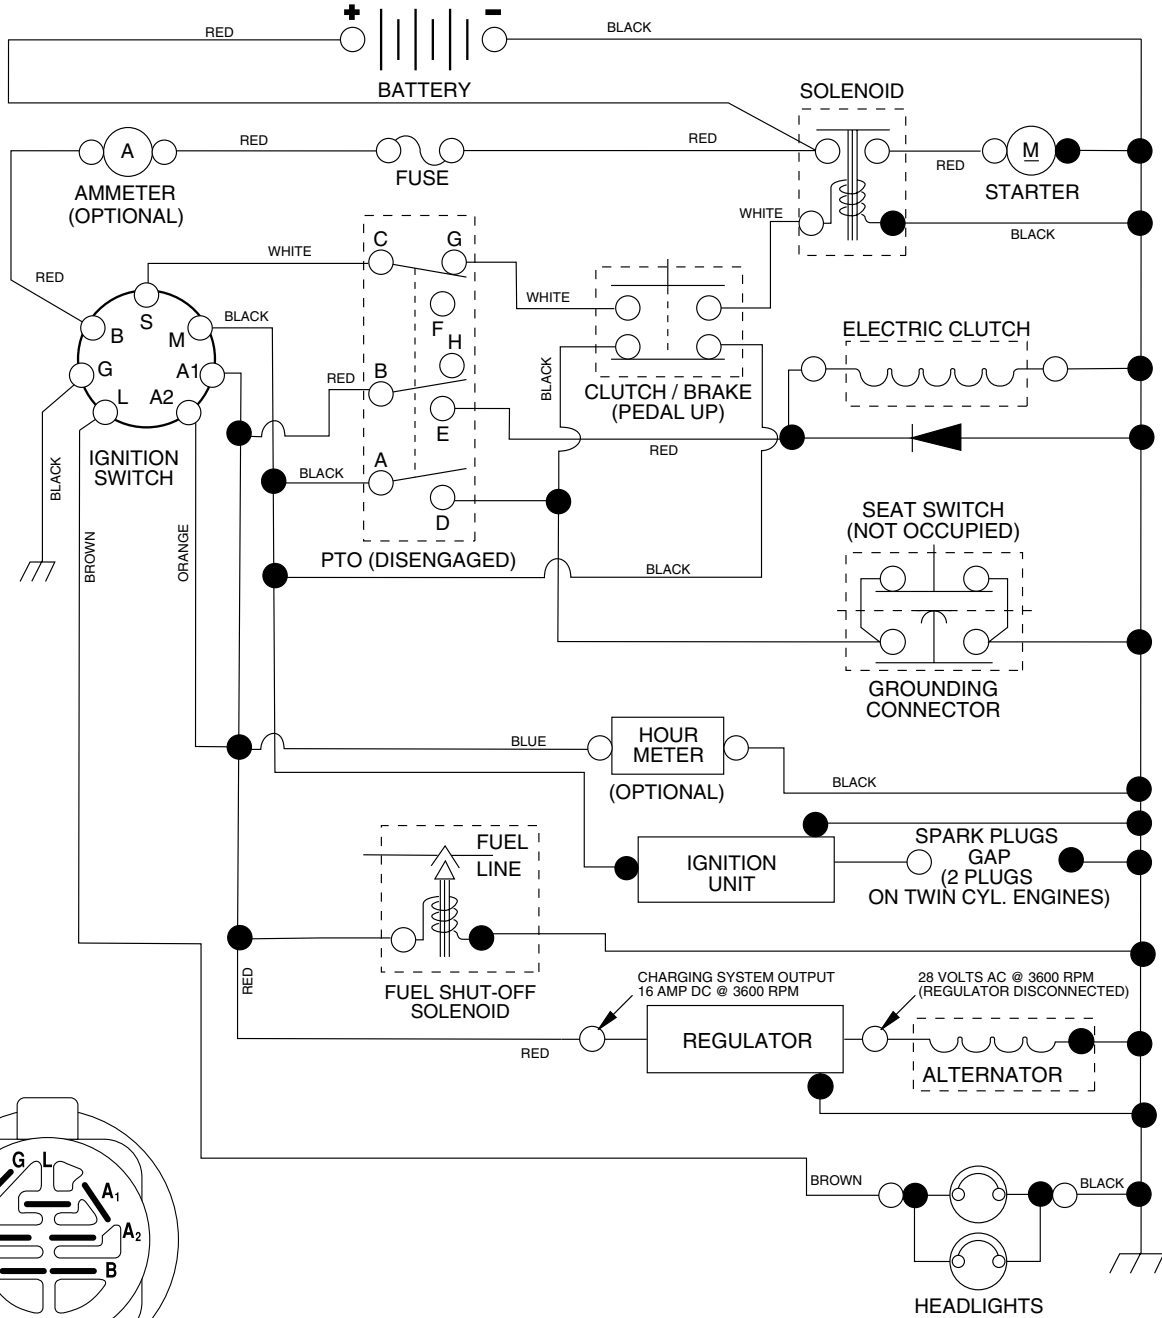 + -
RED
BLACK
BATTERY
SOLENOID
A
RED
FUSE
RED
RED
M
AMMETER
(OPTIONAL)
STARTER
WHITE
BLACK
C G
WHITE
RED
S
B
M
BLACK
F
WHITE
G
A1
H
L
A2
RED
B
BLACK
ELECTRIC CLUTCH
CLUTCH / BRAKE
(PEDAL UP)
E
RED
IGNITION
SWITCH
BLACK
BLACK
A
D
SEAT SWITCH
(NOT OCCUPIED)
BROWN
ORANGE
PTO (DISENGAGED)
BLACK
GROUNDING
CONNECTOR
BLUE
HOUR
METER
(OPTIONAL)
BLACK
FUEL
LINE
IGNITION
UNIT
SPARK PLUGS
GAP
(2 PLUGS
ON TWIN CYL. ENGINES)
RED
FUEL SHUT-OFF
SOLENOID
CHARGING SYSTEM OUTPUT
16 AMP DC @ 3600 RPM
28 VOLTS AC @ 3600 RPM
(REGULATOR DISCONNECTED)
RED
REGULATOR
ALTERNATOR
G L
A1
A2
B
BROWN
BLACK
HEADLIGHTS